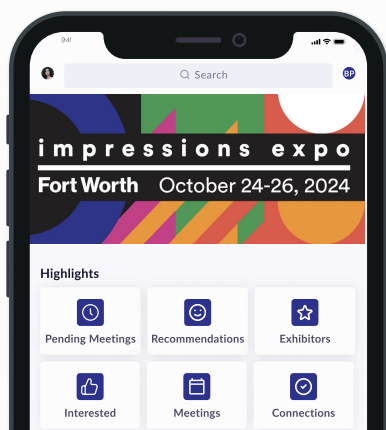 9:41
Search
BP
impressions expo
Fort Worth October 24-26, 2024
Highlights
Pending Meetings Recommendations Exhibitors
Interested Meetings Connections